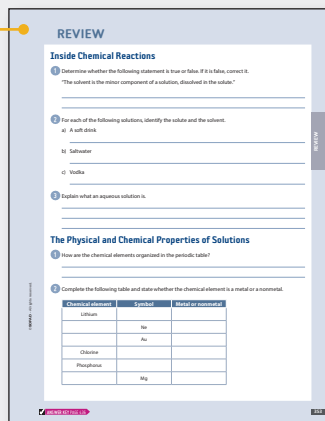 REVIEW
Inside Chemical Reactions
1 Determine whether the following statement is true or false. If it is false, correct it.
"The solvent is the minor component of a solution, dissolved in the solute."
2 For each of the following solutions, identify the solute and the solvent.
a) A soft drink
b) Saltwater
c) Vodka
3 Explain what an aqueous solution is.
The Physical and Chemical Properties of Solutions
1 How are the chemical elements organized in the periodic table?
2 Complete the following table and state whether the chemical element is a metal or a nonmetal.
Chemical element Symbol Metal or nonmetal
Lithium
Ne
Au
Chlorine
Phosphorus
Mg
REVIEW
ANSWER KEY PAGE
353